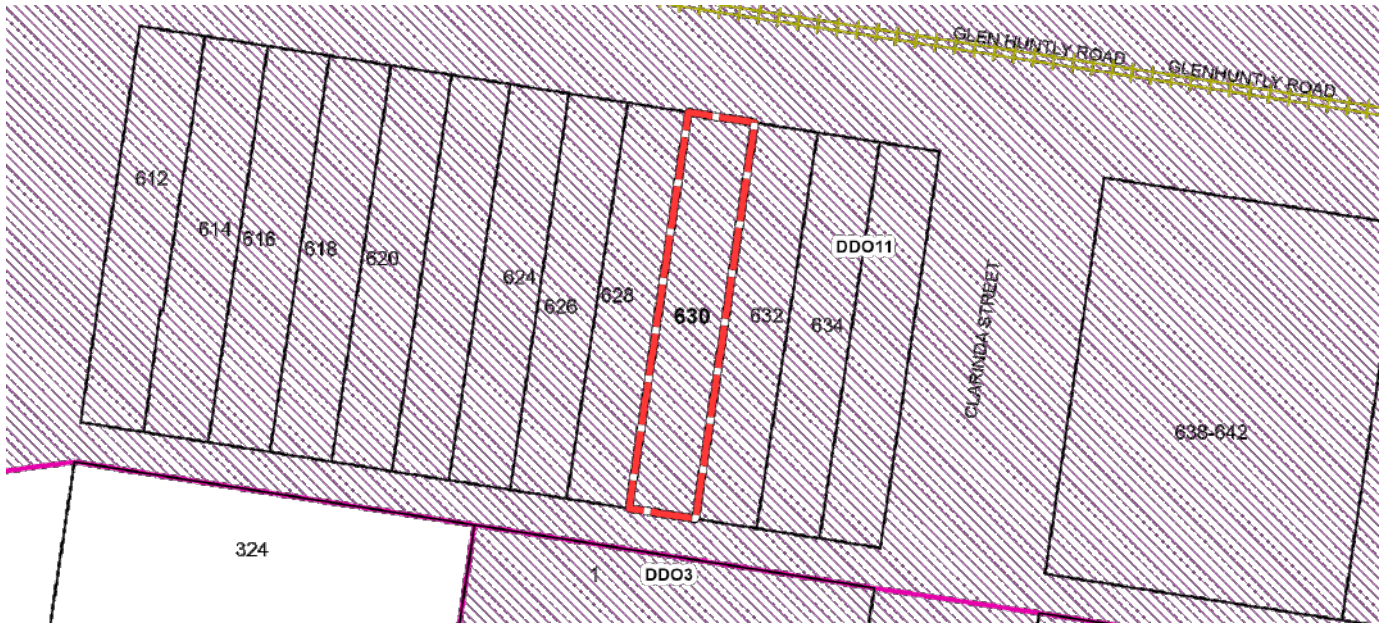 GLEN HUNTLY ROAD
GLENHUNTLY ROAD
612
614
616
618
620
624
626
628
630
632
634
DDO11
CLARINDA STREET
638-642
324
1
DDO3